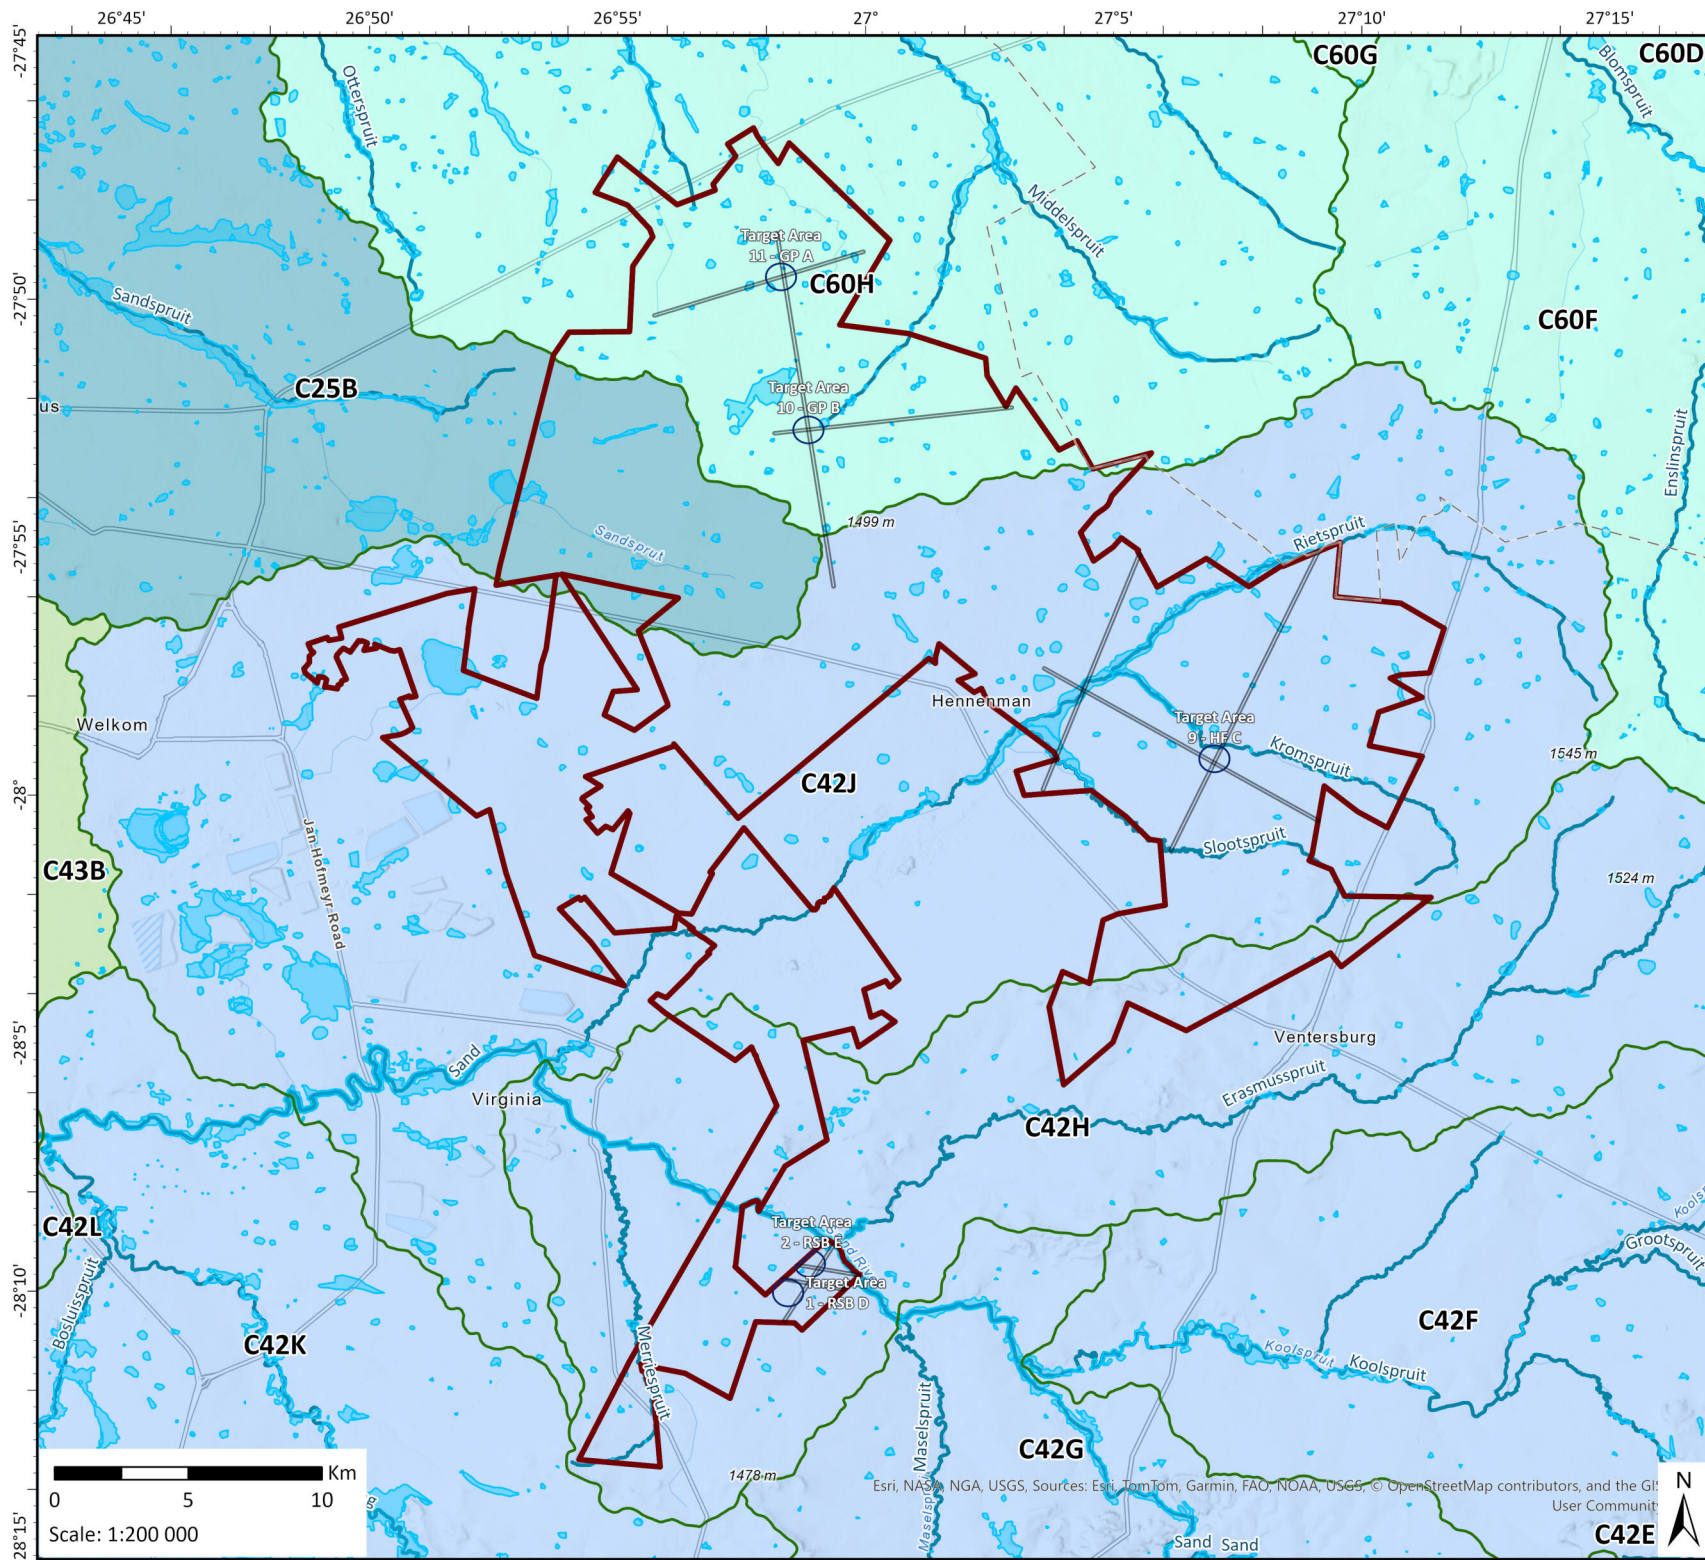 26°45' 26°50' 26°55' 27° 27°5' 27°10' 27°15'
-27°45'
-27°50'
-27°55'
-28°
-28°5'
-28°10'
-28°15'
C60G
C60D
Blomspruit
Otterspruit
Middelspruit
Target Area
11 - GP A
C60H
Sandspruit
C60F
C25B
us
Target Area
10 - GP B
Enslinspruit
1499 m
Sandspruit
Rietspruit
Hennenman
Welkom
Target Area
9 - HF C
Kromspruit
1545 m
C42J
Jan Hofmeyr Road
Slootspruit
C43B
1524 m
Ventersburg
Sand
Virginia
Erasmusspruit
C42H
C42L
Target Area
2 - RSB E
Target Area
1 - RSB D
Grootspruit
Bosluisspruit
C42K
C42F
Merriespruit
Koolspruit
Koolspruit
Maselspruit
C42G
1478 m
Km
0 5 10
Scale: 1:200 000
Esri, NASA, NGA, USGS, Sources: Esri, TomTom, Garmin, FAO, NOAA, USGS, © OpenStreetMap contributors, and the GIS
User Community
N
C42E
Sand Sand